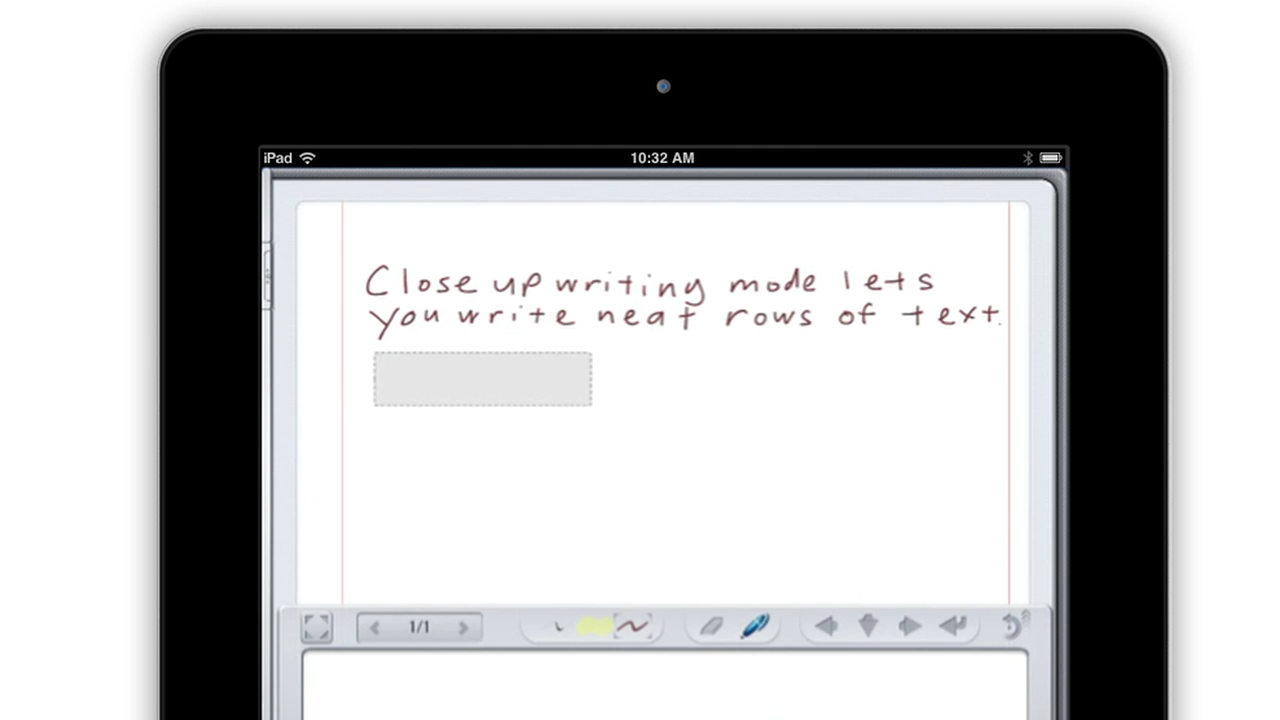 iPad
10:32 AM
Close up writing mode lets
you write neat rows of text.
1/1